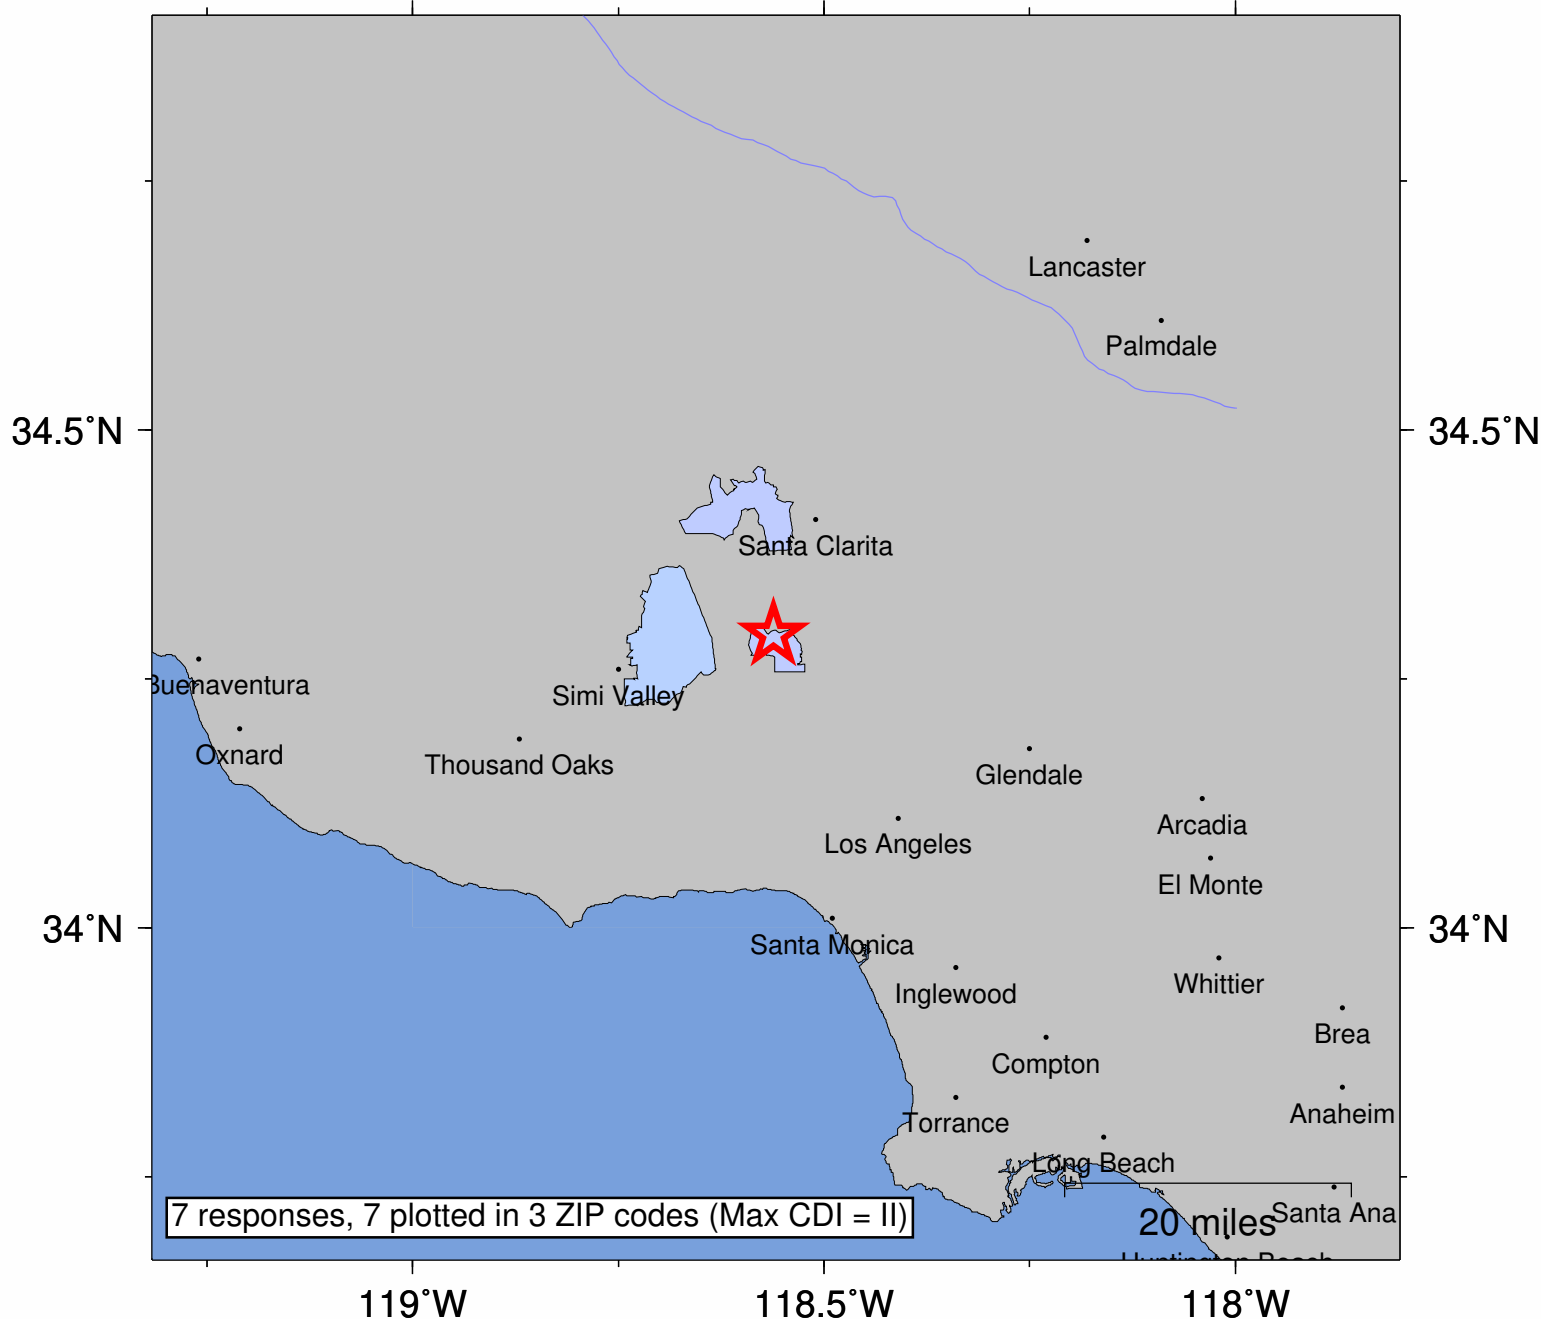 Lancaster
Palmdale
34.5°N
34.5°N
Santa Clarita
Buenaventura
Simi Valley
Oxnard
Thousand Oaks
Glendale
Los Angeles
Arcadia
El Monte
34°N
34°N
Santa Monica
Inglewood
Whittier
Brea
Compton
Anaheim
Torrance
Long Beach
7 responses, 7 plotted in 3 ZIP codes (Max CDI = II)
20 miles
Santa Ana
Huntington Beach
119°W
118.5°W
118°W